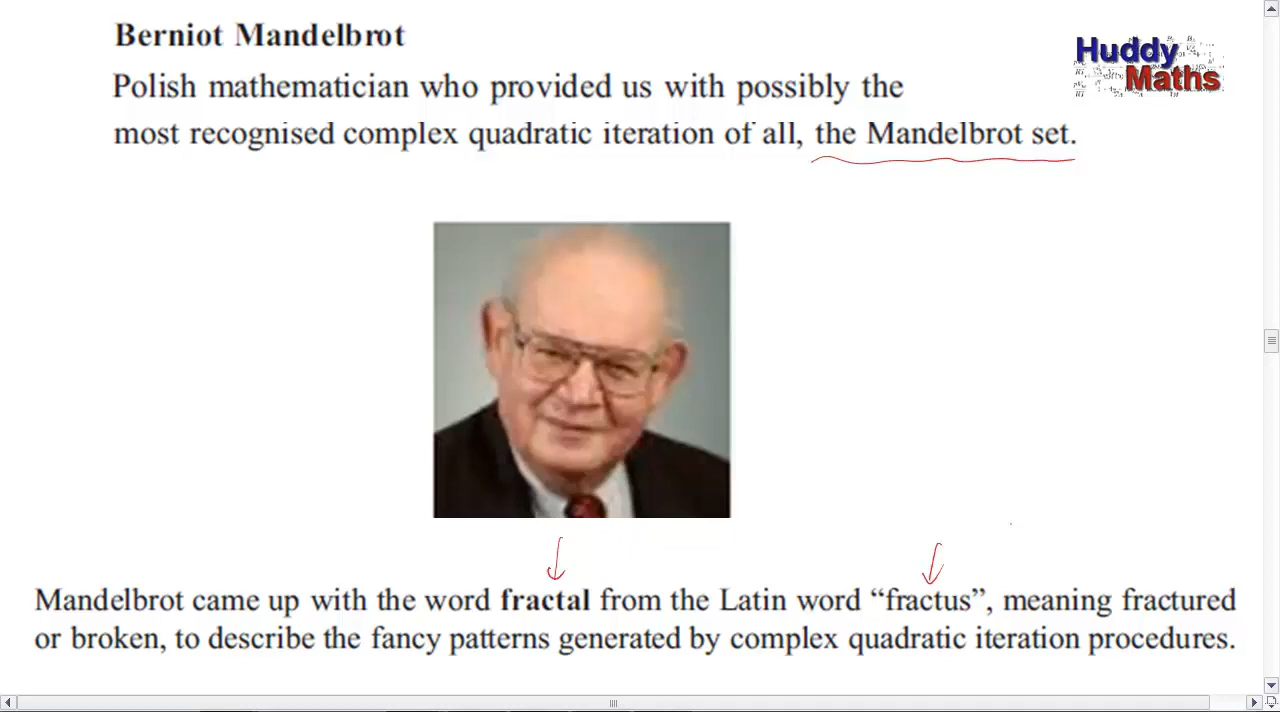 Berniot Mandelbrot
Huddy
Maths
Polish mathematician who provided us with possibly the
most recognised complex quadratic iteration of all, the Mandelbrot set.
Mandelbrot came up with the word fractal from the Latin word “fractus”, meaning fractured
or broken, to describe the fancy patterns generated by complex quadratic iteration procedures.